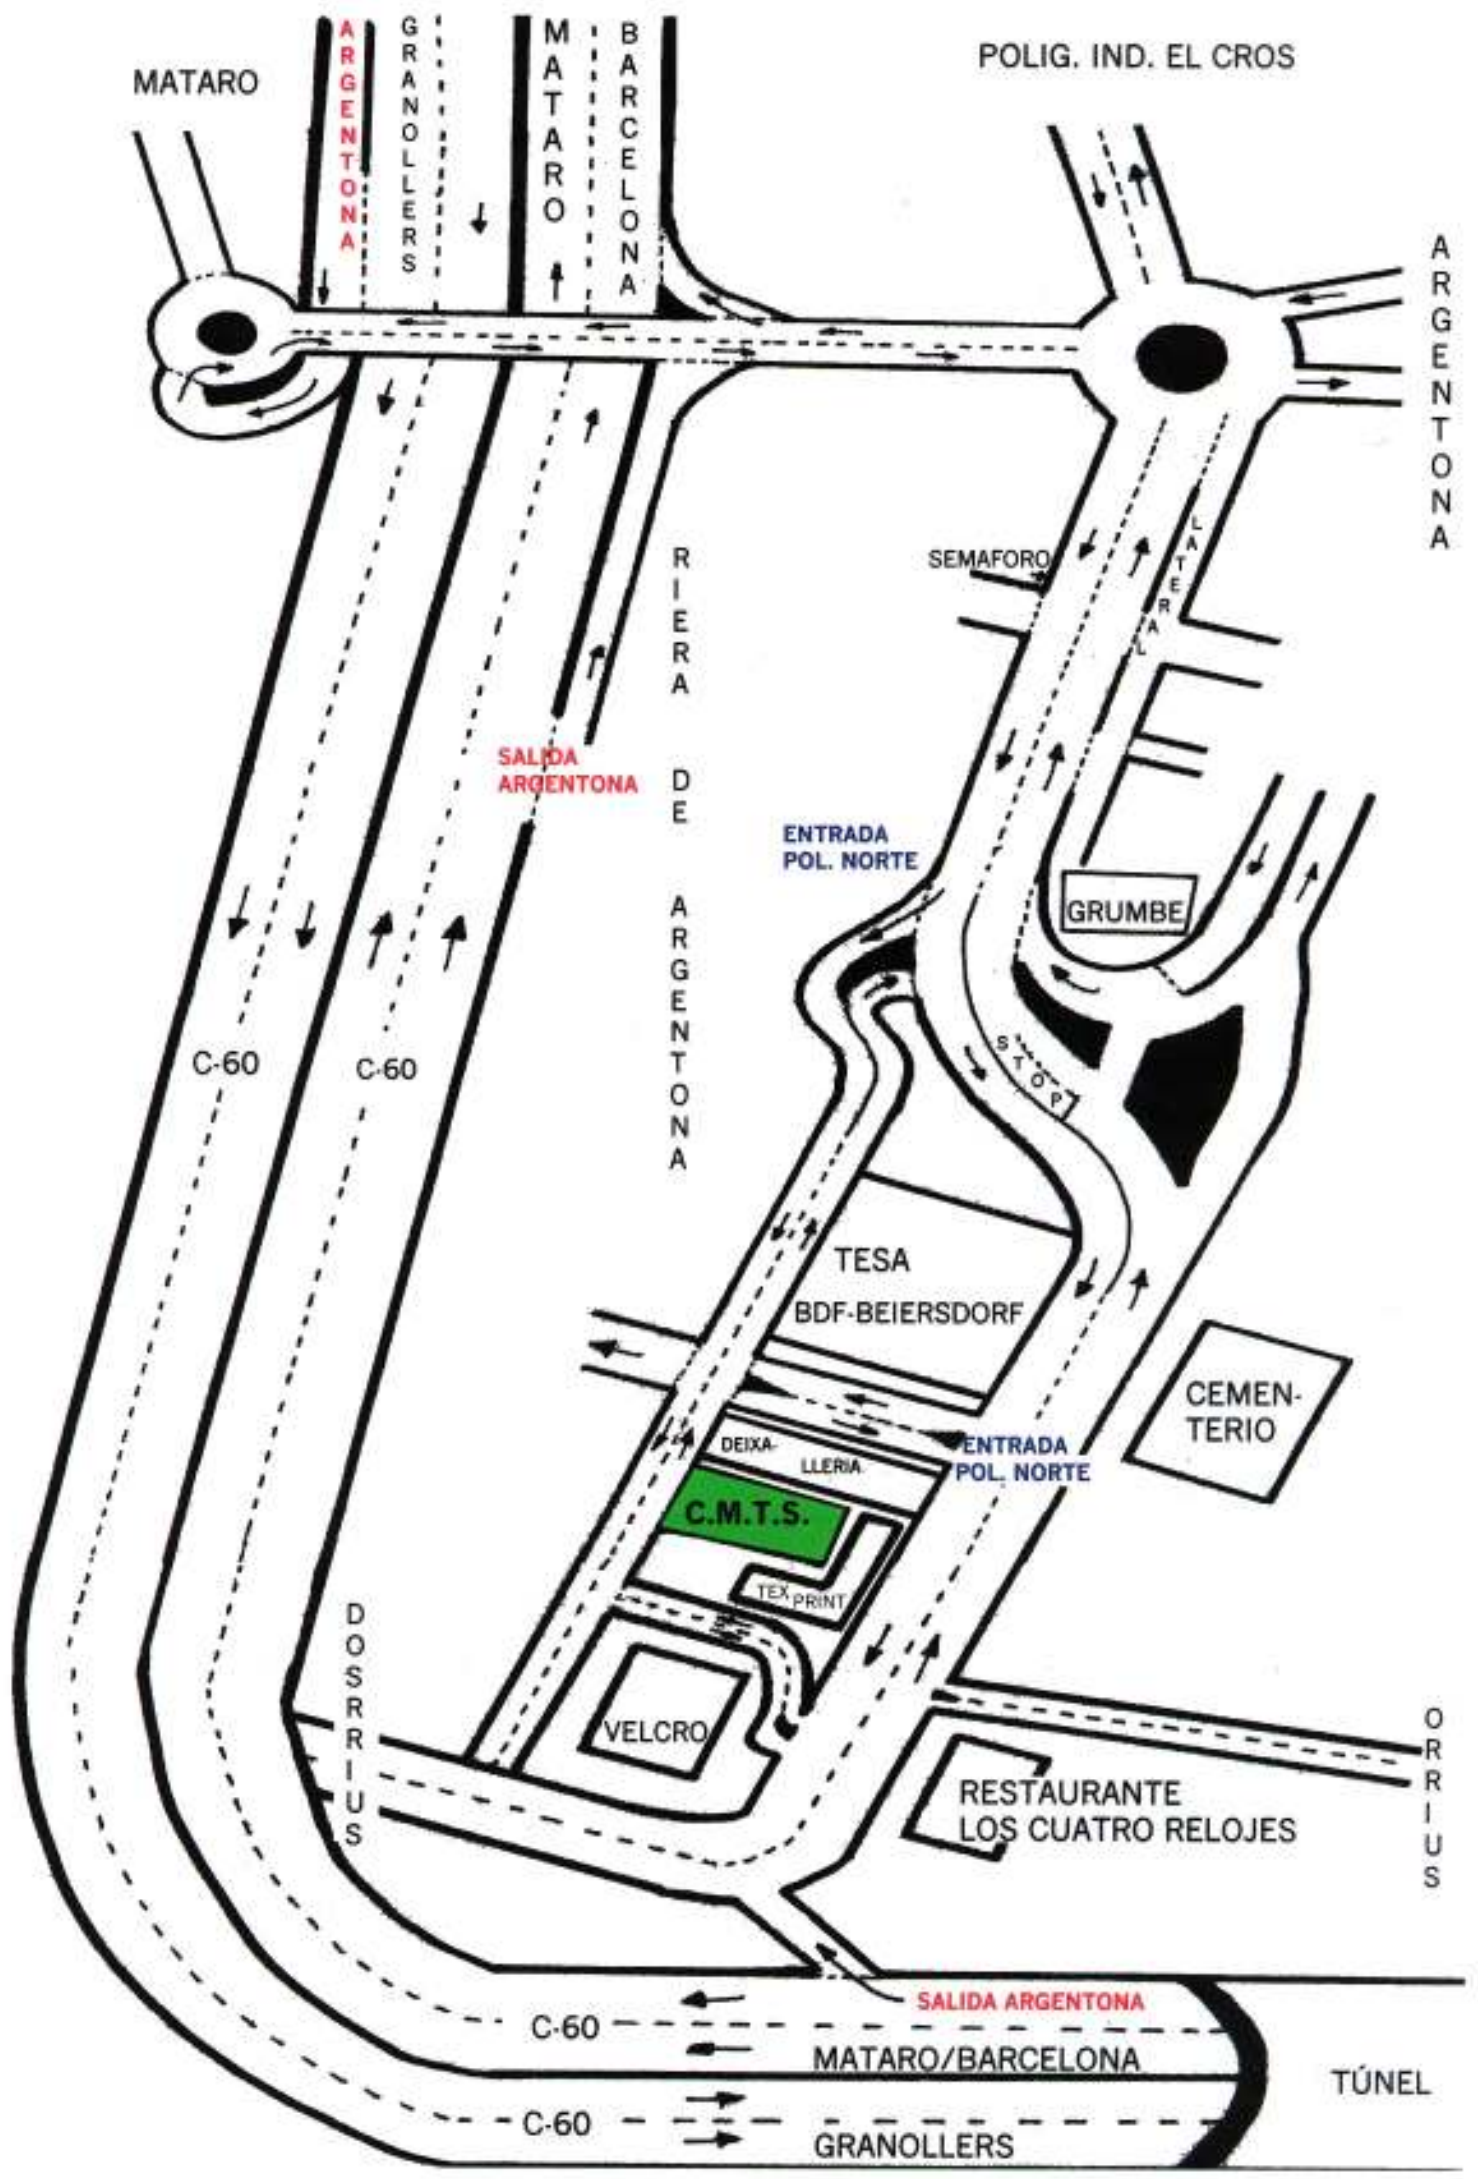 MATARO
ARGENTONA
GRANOLLERS
MATARO
BARCELONA
POLIG. IND. EL CROS
ARGENTONA
SEMAFORO
LATERAL
RIERA DE ARGENTONA
SALIDA
ARGENTONA
ENTRADA
POL. NORTE
GRUMBE
STOP
C-60
C-60
TESA
BDF-BEIERSDORF
CEMEN-
TERIO
ENTRADA
POL. NORTE
DEIXA-
LLERIA
C.M.T.S.
TEX PRINT
VELCRO
DOSRRIUS
ORRIUS
RESTAURANTE
LOS CUATRO RELOJES
SALIDA ARGENTONA
C-60
MATARO/BARCELONA
TÚNEL
C-60
GRANOLLERS